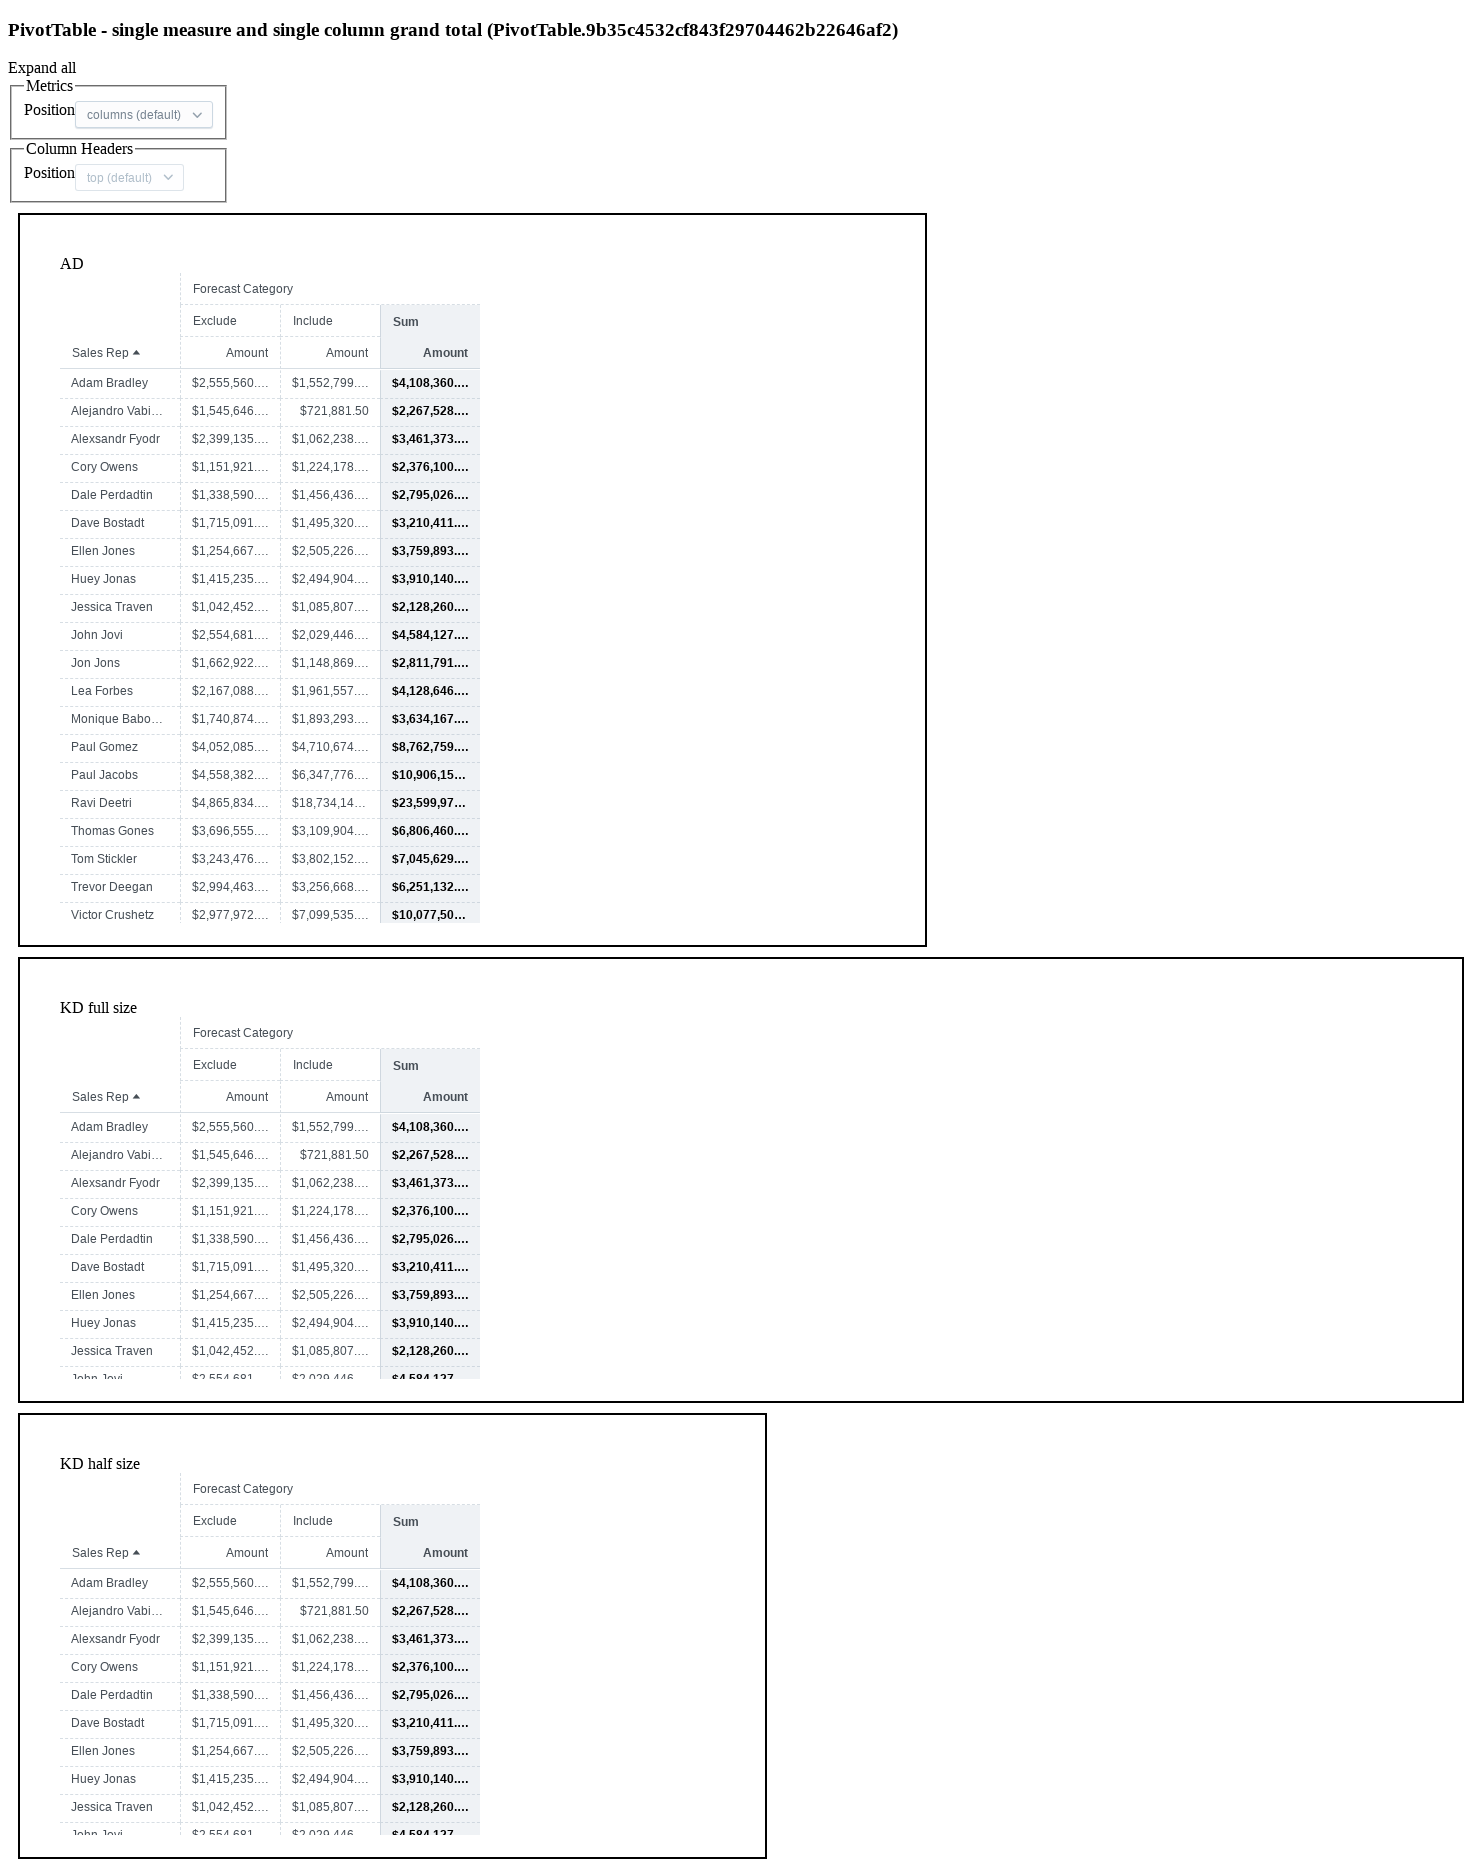 PivotTable - single measure and single column grand total (PivotTable.9b35c4532cf843f29704462b22646af2)
Expand all
Metrics
Position columns (default)
Column Headers
Position top (default)
AD
Forecast Category
Exclude Include Sum
Sales Rep Amount Amount Amount
Adam Bradley $2,555,560.… $1,552,799.… $4,108,360.…
Alejandro Vabi… $1,545,646.… $721,881.50 $2,267,528.…
Alexsandr Fyodr $2,399,135.… $1,062,238.… $3,461,373.…
Cory Owens $1,151,921.… $1,224,178.… $2,376,100.…
Dale Perdadtin $1,338,590.… $1,456,436.… $2,795,026.…
Dave Bostadt $1,715,091.… $1,495,320.… $3,210,411.…
Ellen Jones $1,254,667.… $2,505,226.… $3,759,893.…
Huey Jonas $1,415,235.… $2,494,904.… $3,910,140.…
Jessica Traven $1,042,452.… $1,085,807.… $2,128,260.…
John Jovi $2,554,681.… $2,029,446.… $4,584,127.…
Jon Jons $1,662,922.… $1,148,869.… $2,811,791.…
Lea Forbes $2,167,088.… $1,961,557.… $4,128,646.…
Monique Babo… $1,740,874.… $1,893,293.… $3,634,167.…
Paul Gomez $4,052,085.… $4,710,674.… $8,762,759.…
Paul Jacobs $4,558,382.… $6,347,776.… $10,906,15…
Ravi Deetri $4,865,834.… $18,734,14… $23,599,97…
Thomas Gones $3,696,555.… $3,109,904.… $6,806,460.…
Tom Stickler $3,243,476.… $3,802,152.… $7,045,629.…
Trevor Deegan $2,994,463.… $3,256,668.… $6,251,132.…
Victor Crushetz $2,977,972.… $7,099,535.… $10,077,50…
KD full size
Forecast Category
Exclude Include Sum
Sales Rep Amount Amount Amount
Adam Bradley $2,555,560.… $1,552,799.… $4,108,360.…
Alejandro Vabi… $1,545,646.… $721,881.50 $2,267,528.…
Alexsandr Fyodr $2,399,135.… $1,062,238.… $3,461,373.…
Cory Owens $1,151,921.… $1,224,178.… $2,376,100.…
Dale Perdadtin $1,338,590.… $1,456,436.… $2,795,026.…
Dave Bostadt $1,715,091.… $1,495,320.… $3,210,411.…
Ellen Jones $1,254,667.… $2,505,226.… $3,759,893.…
Huey Jonas $1,415,235.… $2,494,904.… $3,910,140.…
Jessica Traven $1,042,452.… $1,085,807.… $2,128,260.…
John Jovi $2,554,681.… $2,029,446.… $4,584,127.…
KD half size
Forecast Category
Exclude Include Sum
Sales Rep Amount Amount Amount
Adam Bradley $2,555,560.… $1,552,799.… $4,108,360.…
Alejandro Vabi… $1,545,646.… $721,881.50 $2,267,528.…
Alexsandr Fyodr $2,399,135.… $1,062,238.… $3,461,373.…
Cory Owens $1,151,921.… $1,224,178.… $2,376,100.…
Dale Perdadtin $1,338,590.… $1,456,436.… $2,795,026.…
Dave Bostadt $1,715,091.… $1,495,320.… $3,210,411.…
Ellen Jones $1,254,667.… $2,505,226.… $3,759,893.…
Huey Jonas $1,415,235.… $2,494,904.… $3,910,140.…
Jessica Traven $1,042,452.… $1,085,807.… $2,128,260.…
John Jovi $2,554,681.… $2,029,446.… $4,584,127.…